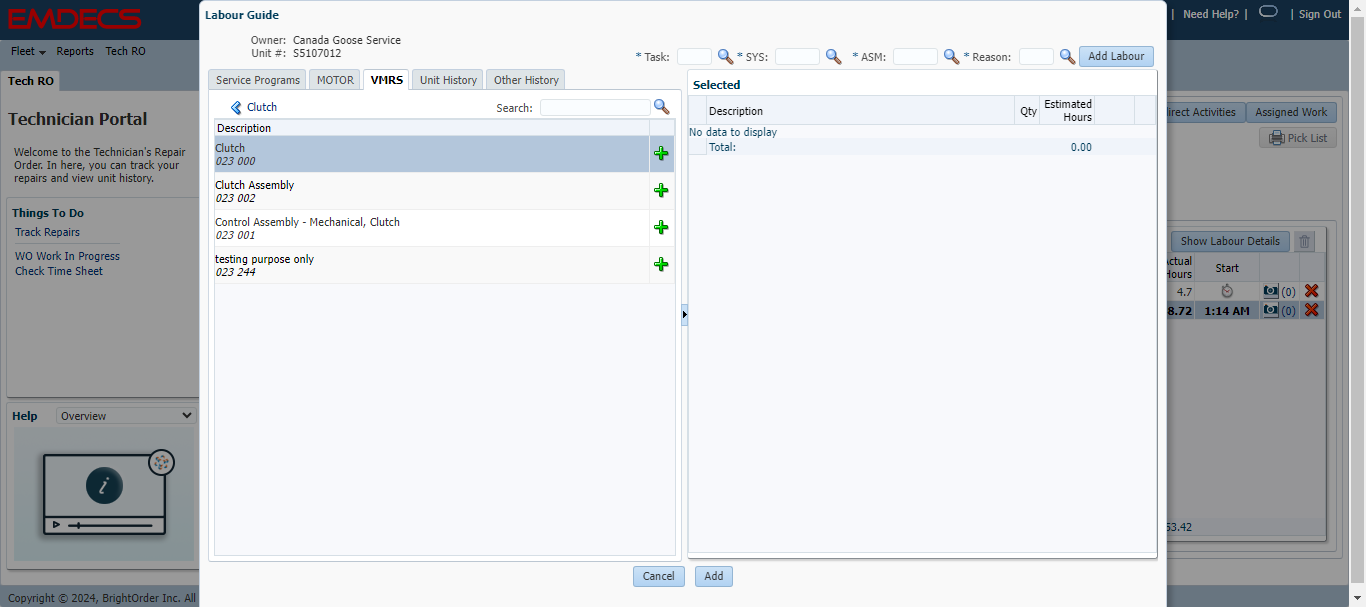 EMDECS
| Need Help? | | Sign Out
Fleet Reports Tech RO
Tech RO
Technician Portal
Welcome to the Technician's Repair
Order. In here, you can track your
repairs and view unit history.
Things To Do
Track Repairs
WO Work In Progress
Check Time Sheet
Help Overview
i
Copyright © 2024, BrightOrder Inc. All
Labour Guide
Owner: Canada Goose Service
Unit #: S5107012
* Task: * SYS: * ASM: * Reason: Add Labour
Service Programs MOTOR VMRS Unit History Other History
Clutch Search:
Description
Clutch
023 000
Clutch Assembly
023 002
Control Assembly - Mechanical, Clutch
023 001
testing purpose only
023 244
Selected
Description Qty Estimated
Hours
No data to display
Total: 0.00
Cancel Add
irect Activities Assigned Work
Pick List
Show Labour Details
ctual
Hours Start
4.7 (0)
8.72 1:14 AM (0)
53.42